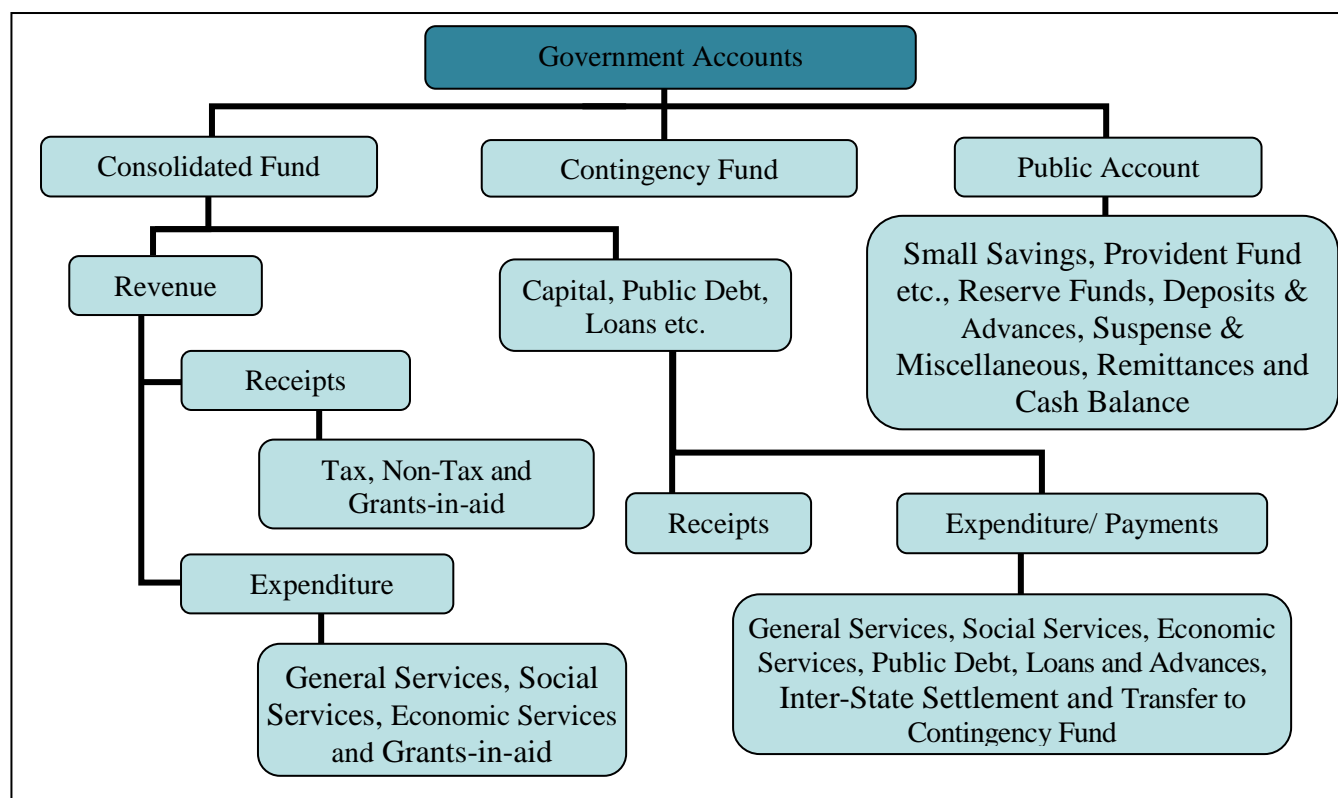 Government Accounts
Consolidated Fund
Contingency Fund
Public Account
Small Savings, Provident Fund
etc., Reserve Funds, Deposits &
Advances, Suspense &
Miscellaneous, Remittances and
Cash Balance
Revenue
Capital, Public Debt,
Loans etc.
Receipts
Tax, Non-Tax and
Grants-in-aid
Receipts
Expenditure/ Payments
Expenditure
General Services, Social
Services, Economic Services
and Grants-in-aid
General Services, Social Services, Economic
Services, Public Debt, Loans and Advances,
Inter-State Settlement and Transfer to
Contingency Fund